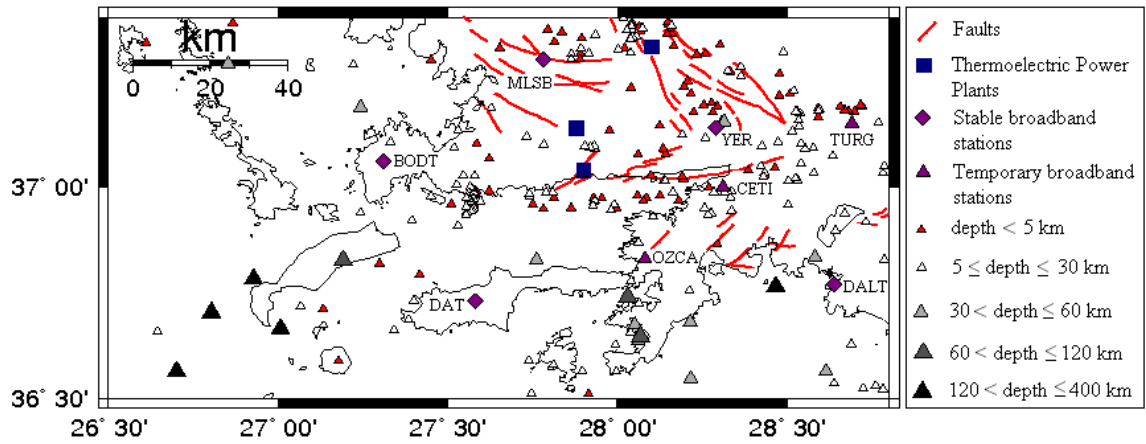 km
0 20 40
MLSB
BODT
YER
TURG
CETI
OZCA
DAT
DALT
37° 00'
36° 30'
26° 30' 27° 00' 27° 30' 28° 00' 28° 30'
Faults
Thermoelectric Power
Plants
Stable broadband
stations
Temporary broadband
stations
depth < 5 km
5 ≤ depth ≤ 30 km
30 < depth ≤ 60 km
60 < depth ≤ 120 km
120 < depth ≤ 400 km